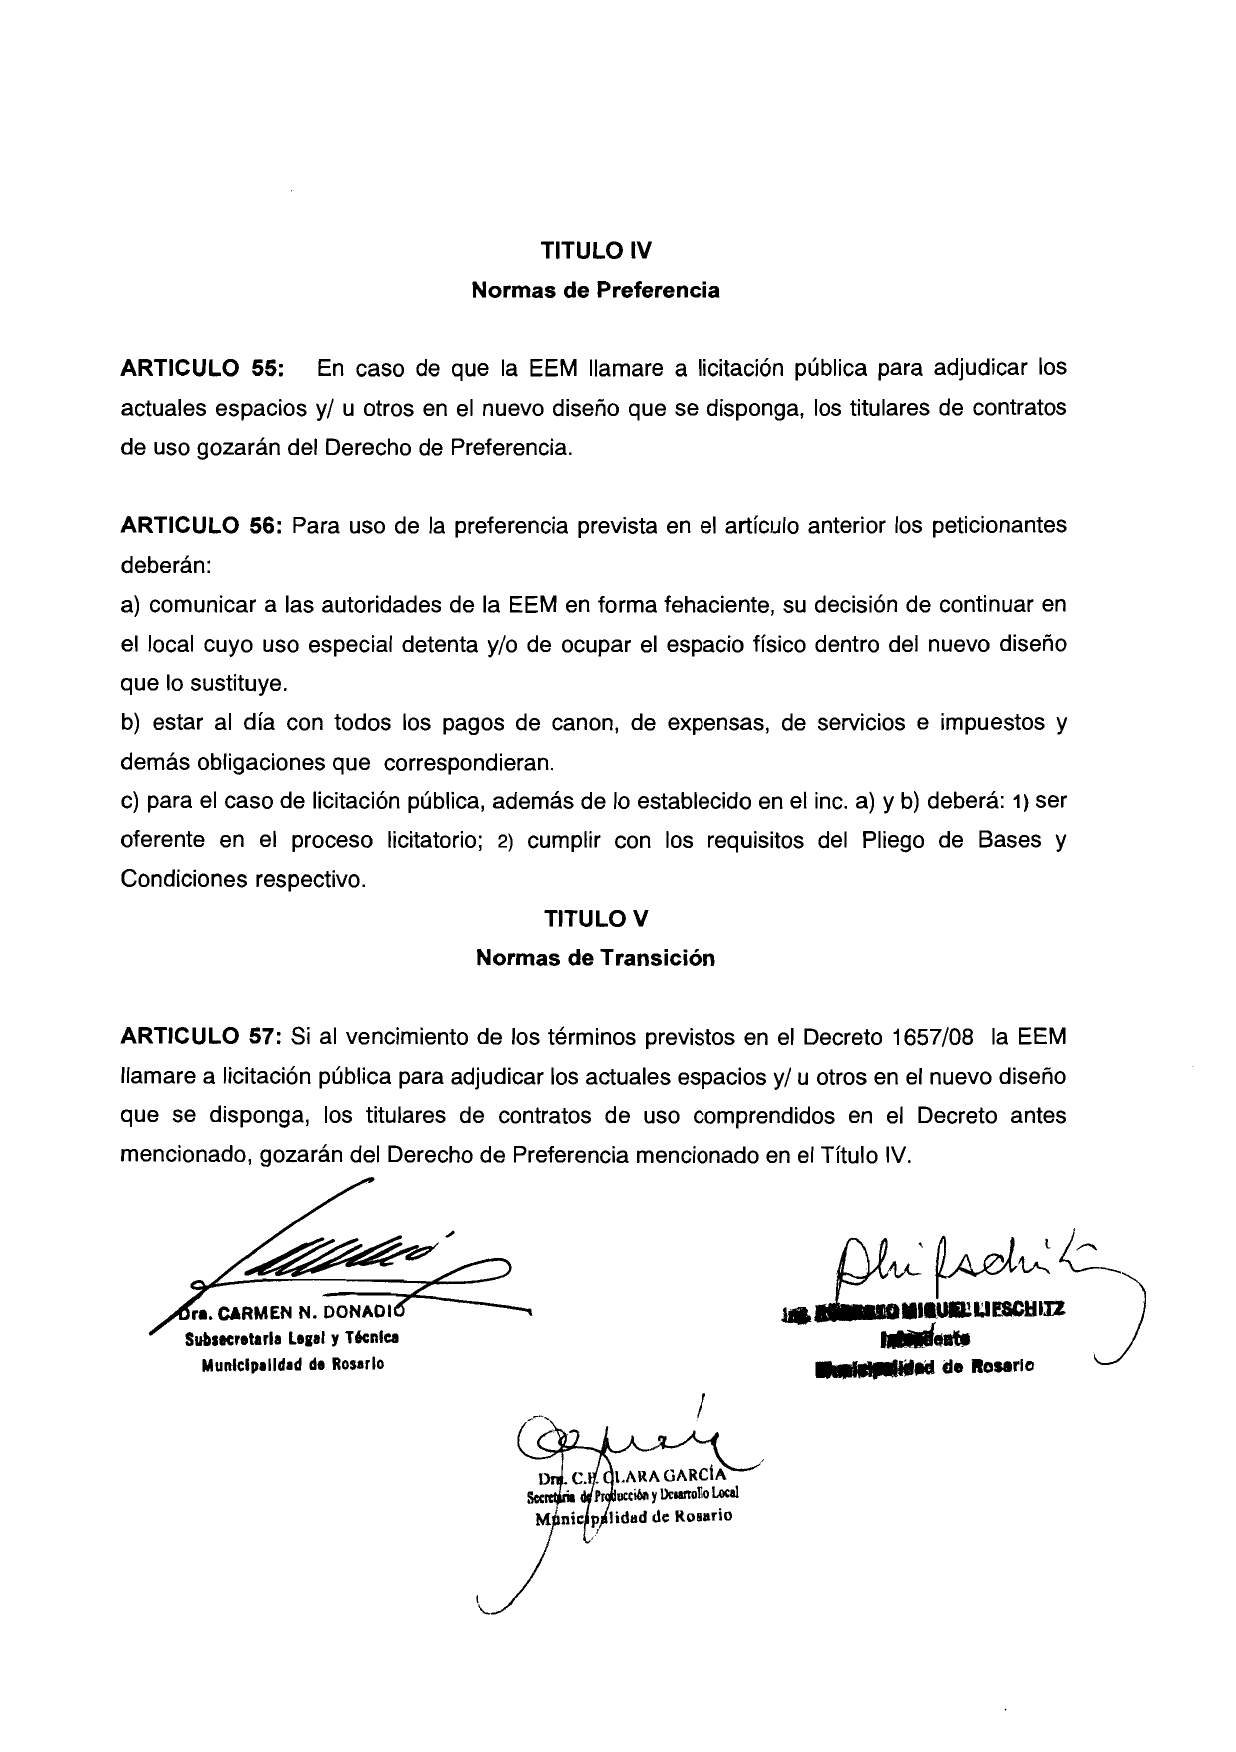 TITULO IV
Normas de Preferencia
ARTICULO 55: En caso de que la EEM llamare a licitación pública para adjudicar los
actuales espacios y/ u otros en el nuevo diseño que se disponga, los titulares de contratos
de uso gozarán del Derecho de Preferencia.
ARTICULO 56: Para uso de la preferencia prevista en el artículo anterior los peticionantes
deberán:
a) comunicar a las autoridades de la EEM en forma fehaciente, su decisión de continuar en
el local cuyo uso especial detenta y/o de ocupar el espacio físico dentro del nuevo diseño
que lo sustituye.
b) estar al día con todos los pagos de canon, de expensas, de servicios e impuestos y
demás obligaciones que correspondieran.
c) para el caso de licitación pública, además de lo establecido en el inc. a) y b) deberá: 1) ser
oferente en el proceso licitatorio; 2) cumplir con los requisitos del Pliego de Bases y
Condiciones respectivo.
TITULO V
Normas de Transición
ARTICULO 57: Si al vencimiento de los términos previstos en el Decreto 1657/08 la EEM
llamare a licitación pública para adjudicar los actuales espacios y/ u otros en el nuevo diseño
que se disponga, los titulares de contratos de uso comprendidos en el Decreto antes
mencionado, gozarán del Derecho de Preferencia mencionado en el Título IV.
Dra. CARMEN N. DONADIO
Subsecretaria Legal y Técnica
Municipalidad de Rosario
Ing. MIGUEL LIFSCHITZ
Intendente
Municipalidad de Rosario
Dra. C.P. CLARA GARCÍA
Secretaria de Producción y Desarrollo Local
Municipalidad de Rosario